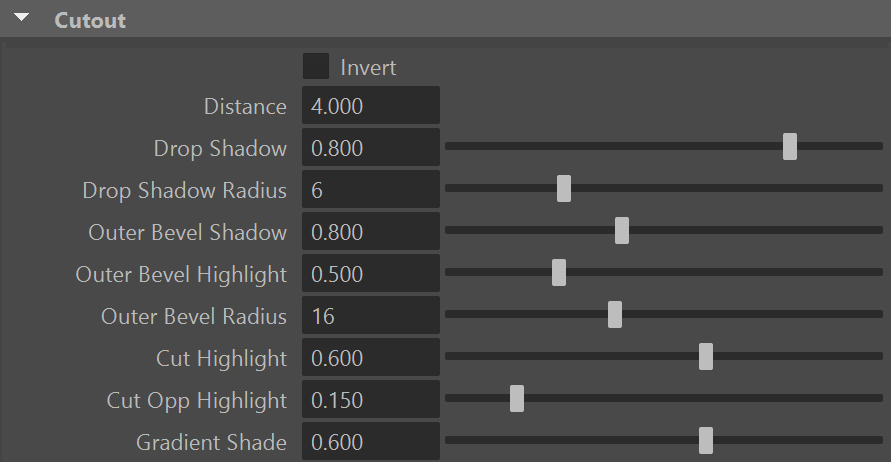 Cutout
Invert
Distance 4.000
Drop Shadow 0.800
Drop Shadow Radius 6
Outer Bevel Shadow 0.800
Outer Bevel Highlight 0.500
Outer Bevel Radius 16
Cut Highlight 0.600
Cut Opp Highlight 0.150
Gradient Shade 0.600